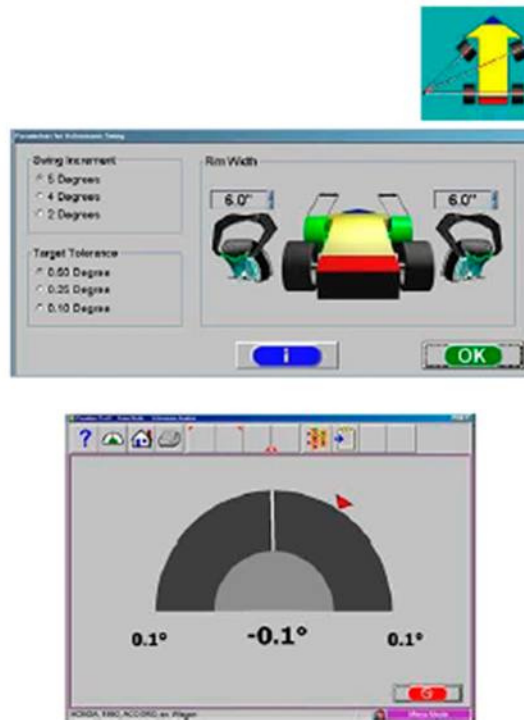 Parameters for Ackermann Swing
Swing Increment
5 Degrees
4 Degrees
2 Degrees
Rim Width
6.0"
6.0"
Target Tolerance
0.50 Degree
0.25 Degree
0.10 Degree
i
OK
?
0.1°
-0.1°
0.1°
HONDA, 1990, ACCORD, ex. Wagon